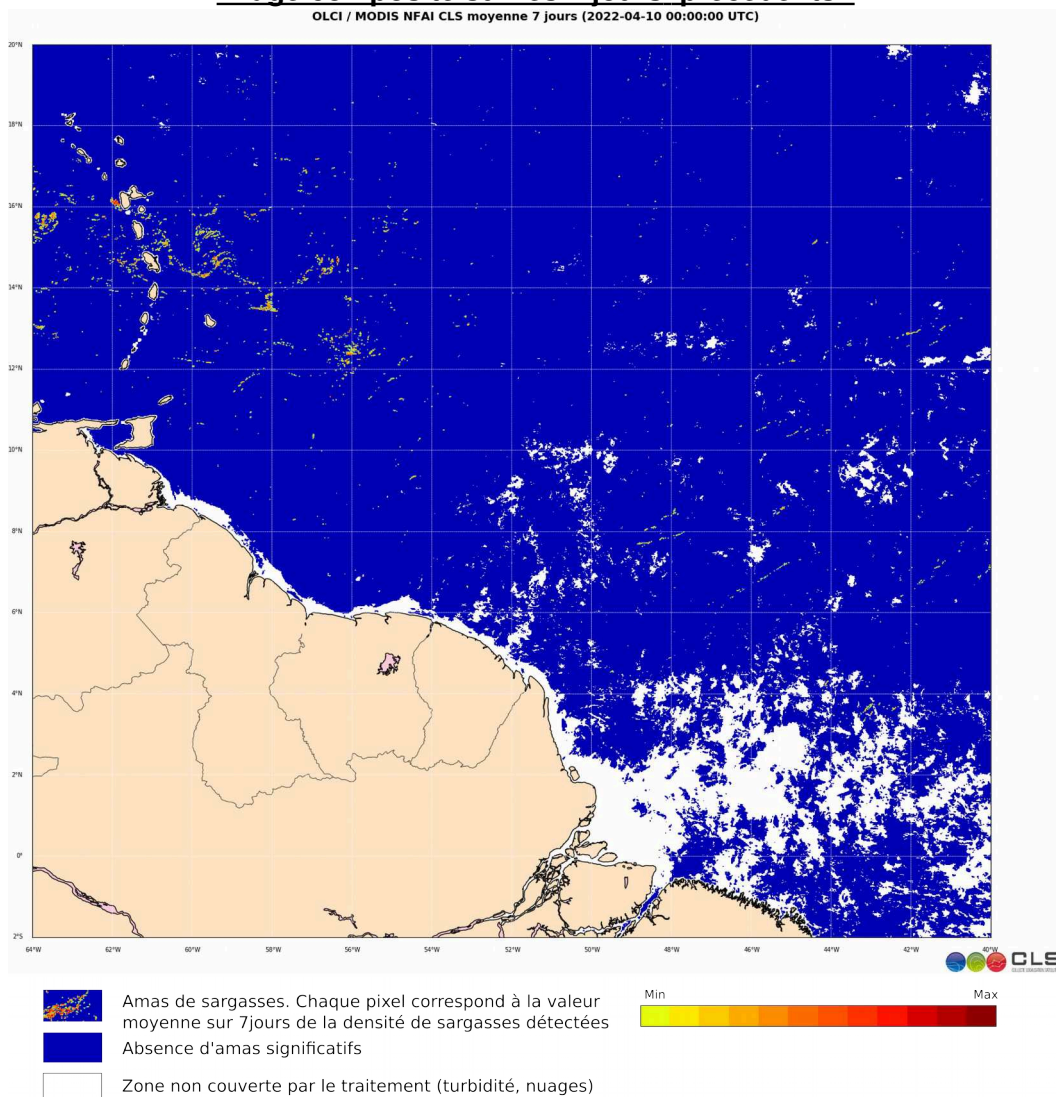 OLCI / MODIS NFAI CLS moyenne 7 jours (2022-04-10 00:00:00 UTC)
20°N
18°N
16°N
14°N
12°N
10°N
8°N
6°N
4°N
2°N
0°
2°S
64°W 62°W 60°W 58°W 56°W 54°W 52°W 50°W 48°W 46°W 44°W 42°W 40°W
CLS
Amas de sargasses. Chaque pixel correspond à la valeur
moyenne sur 7jours de la densité de sargasses détectées
Min Max
Absence d'amas significatifs
Zone non couverte par le traitement (turbidité, nuages)